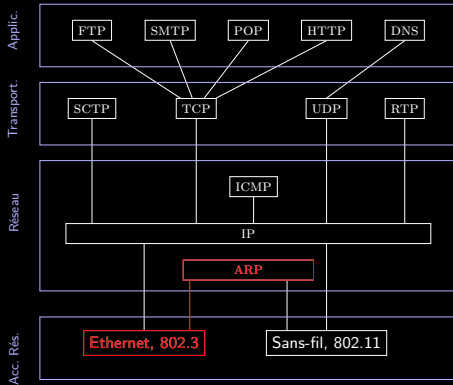 Applic.
FTP SMTP POP HTTP DNS
Transport.
SCTP TCP UDP RTP
Réseau
ICMP
IP
ARP
Acc. Rés.
Ethernet, 802.3 Sans-fil, 802.11